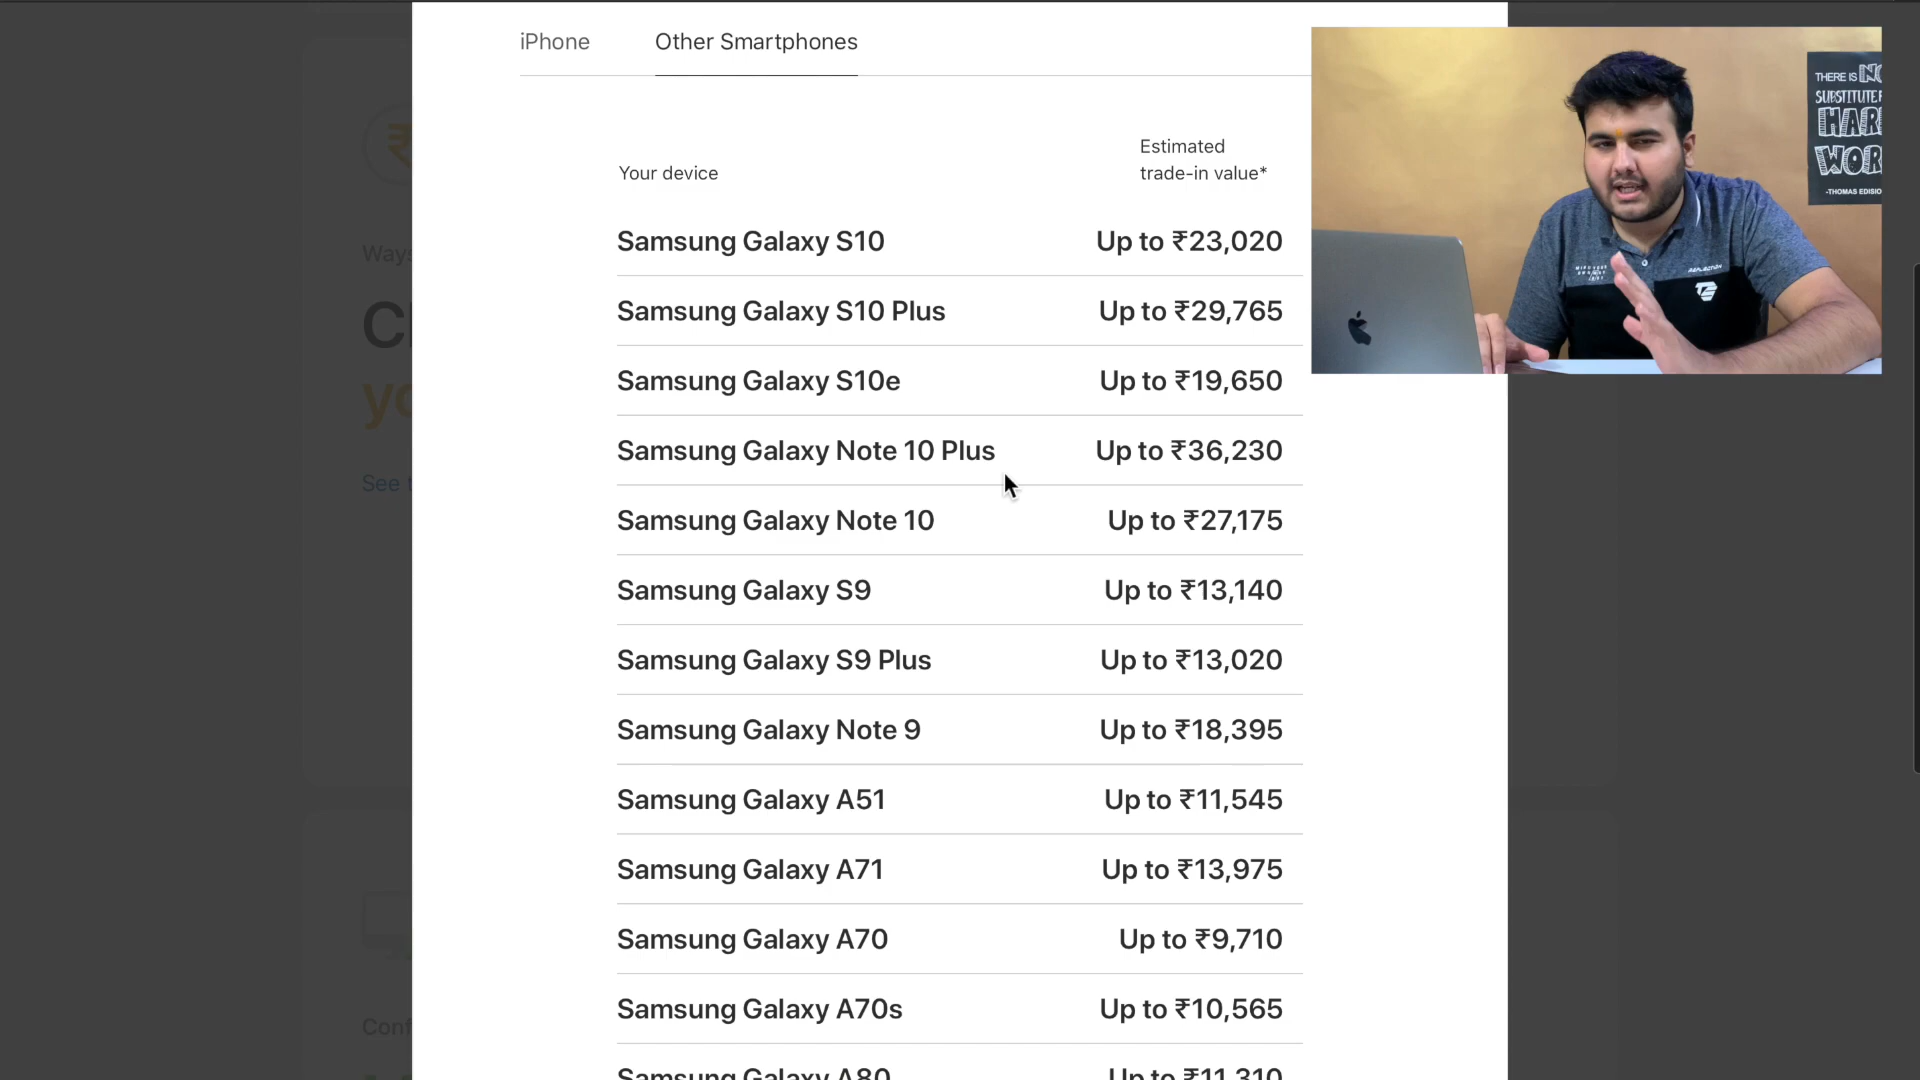 iPhone
Other Smartphones
Your device
Estimated
trade-in value*
Samsung Galaxy S10 Up to ₹23,020
Samsung Galaxy S10 Plus Up to ₹29,765
Samsung Galaxy S10e Up to ₹19,650
Samsung Galaxy Note 10 Plus Up to ₹36,230
Samsung Galaxy Note 10 Up to ₹27,175
Samsung Galaxy S9 Up to ₹13,140
Samsung Galaxy S9 Plus Up to ₹13,020
Samsung Galaxy Note 9 Up to ₹18,395
Samsung Galaxy A51 Up to ₹11,545
Samsung Galaxy A71 Up to ₹13,975
Samsung Galaxy A70 Up to ₹9,710
Samsung Galaxy A70s Up to ₹10,565
Samsung Galaxy A80 Up to ₹11,310
₹
Ways
See
THERE IS
SUBSTITUTE
-THOMAS EDISIO